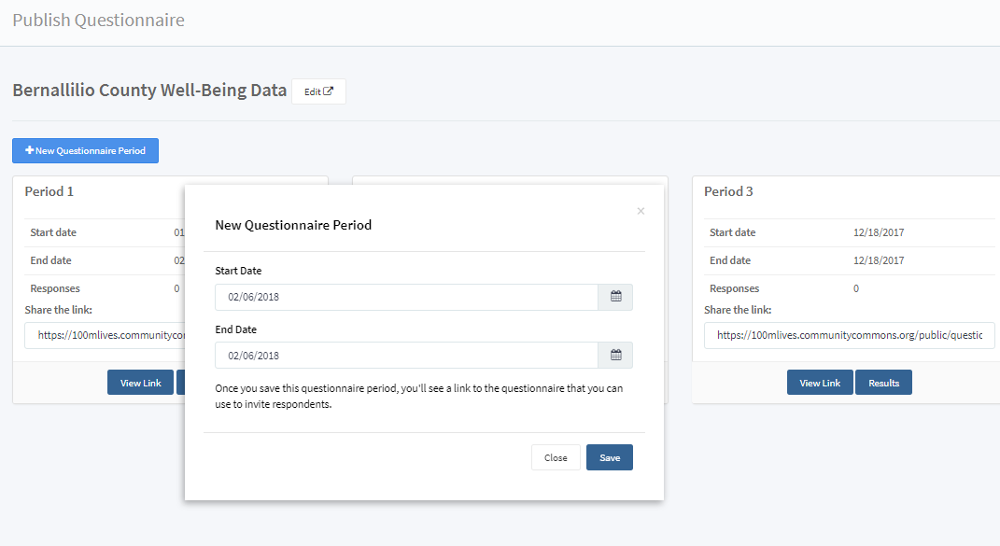 Publish Questionnaire
Bernallilio County Well-Being Data
Edit
New Questionnaire Period
Period 1
Start date 01
End date 02
Responses 0
Share the link:
https://100mlives.communitycor
View Link
New Questionnaire Period
×
Start Date
02/06/2018
End Date
02/06/2018
Once you save this questionnaire period, you'll see a link to the questionnaire that you can
use to invite respondents.
Close Save
Period 3
Start date 12/18/2017
End date 12/18/2017
Responses 0
Share the link:
https://100mlives.communitycommons.org/public/questic
View Link Results